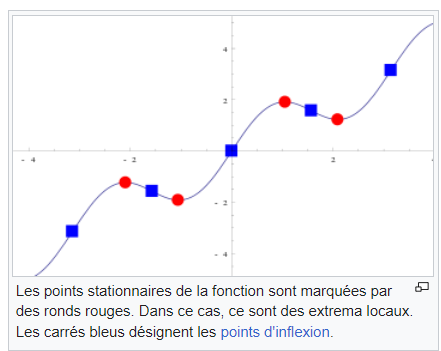 4
2
- 4
- 2
2
4
- 2
- 4
Les points stationnaires de la fonction sont marquées par
des ronds rouges. Dans ce cas, ce sont des extrema locaux.
Les carrés bleus désignent les points d'inflexion.